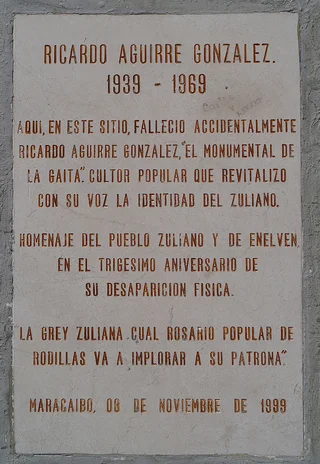 RICARDO AGUIRRE GONZALEZ.
1939 - 1969
AQUI, EN ESTE SITIO, FALLECIO ACCIDENTALMENTE
RICARDO AGUIRRE GONZALEZ, "EL MONUMENTAL DE
LA GAITA". CULTOR POPULAR QUE REVITALIZO
CON SU VOZ LA IDENTIDAD DEL ZULIANO.
HOMENAJE DEL PUEBLO ZULIANO Y DE ENELVEN,
EN EL TRIGESIMO ANIVERSARIO DE
SU DESAPARICION FISICA.
"LA GREY ZULIANA CUAL ROSARIO POPULAR DE
RODILLAS VA A IMPLORAR A SU PATRONA".
MARACAIBO, 08 DE NOVIEMBRE DE 1999